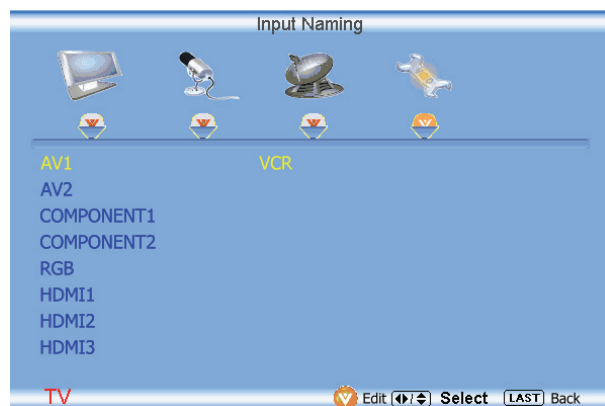 Input Naming
AV1 VCR
AV2
COMPONENT1
COMPONENT2
RGB
HDMI1
HDMI2
HDMI3
TV Edit / Select LAST Back